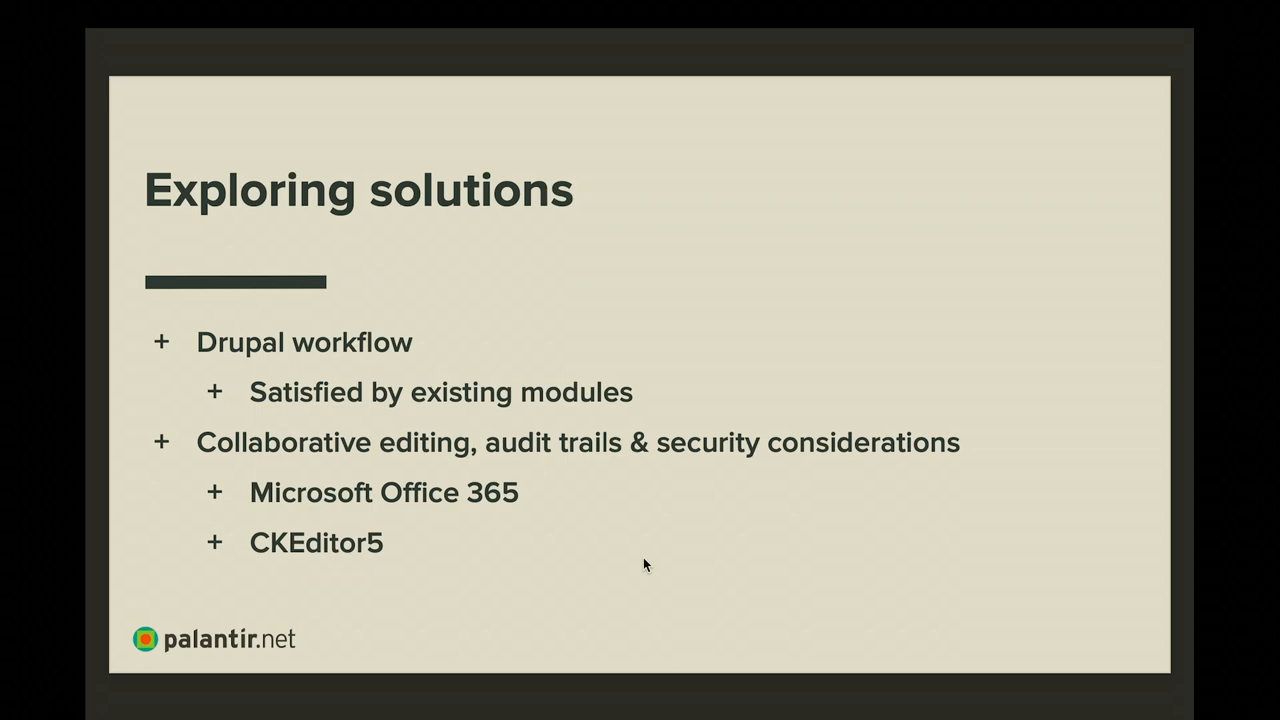 Exploring solutions
+ Drupal workflow
+ Satisfied by existing modules
+ Collaborative editing, audit trails & security considerations
+ Microsoft Office 365
+ CKEditor5
palantir.net